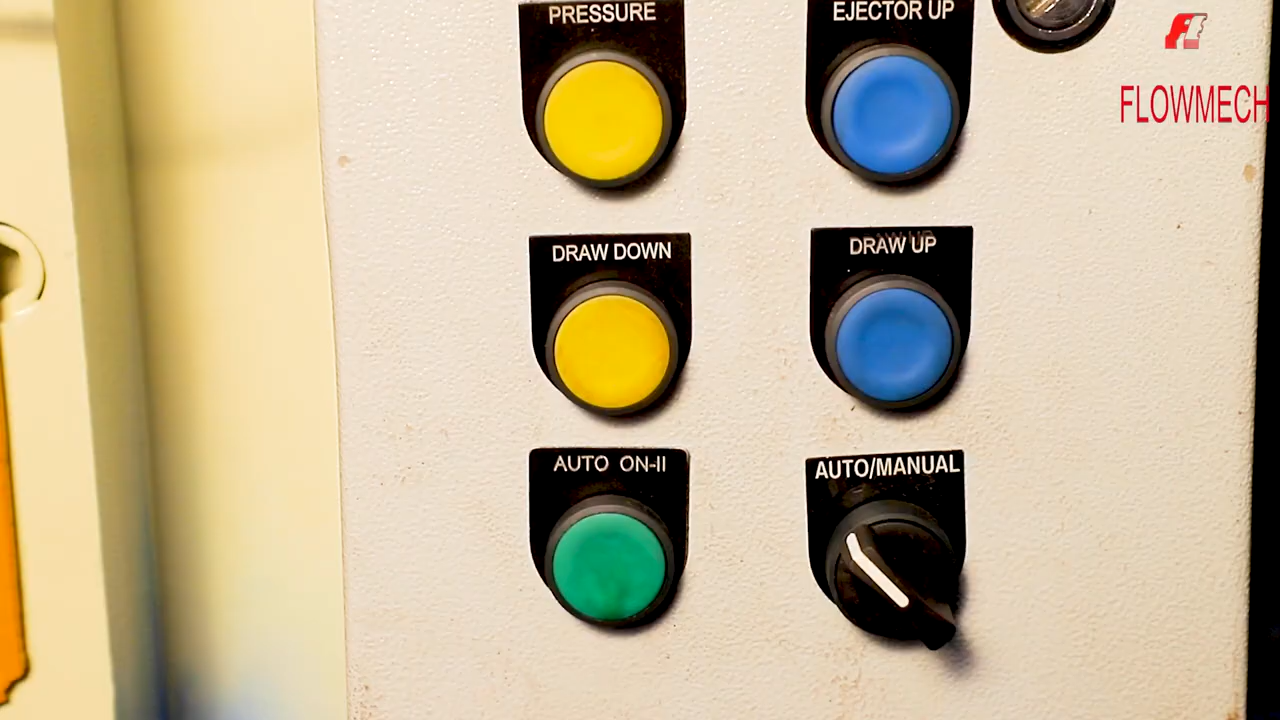 PRESSURE
EJECTOR UP
FLOWMECH
DRAW DOWN
DRAW UP
AUTO ON-II
AUTO/MANUAL